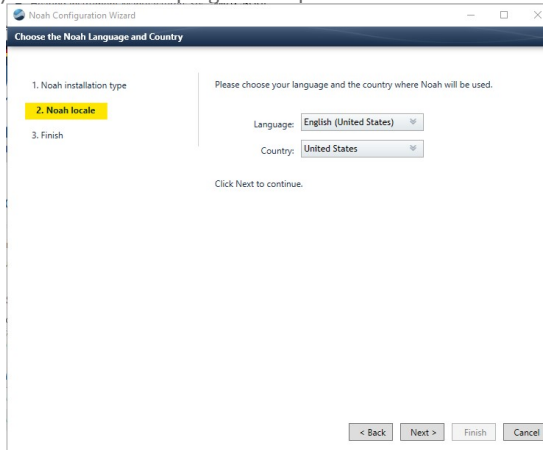 Noah Configuration Wizard
Choose the Noah Language and Country
1. Noah installation type
2. Noah locale
3. Finish
Please choose your language and the country where Noah will be used.
Language: English (United States)
Country: United States
Click Next to continue.
< Back Next > Finish Cancel